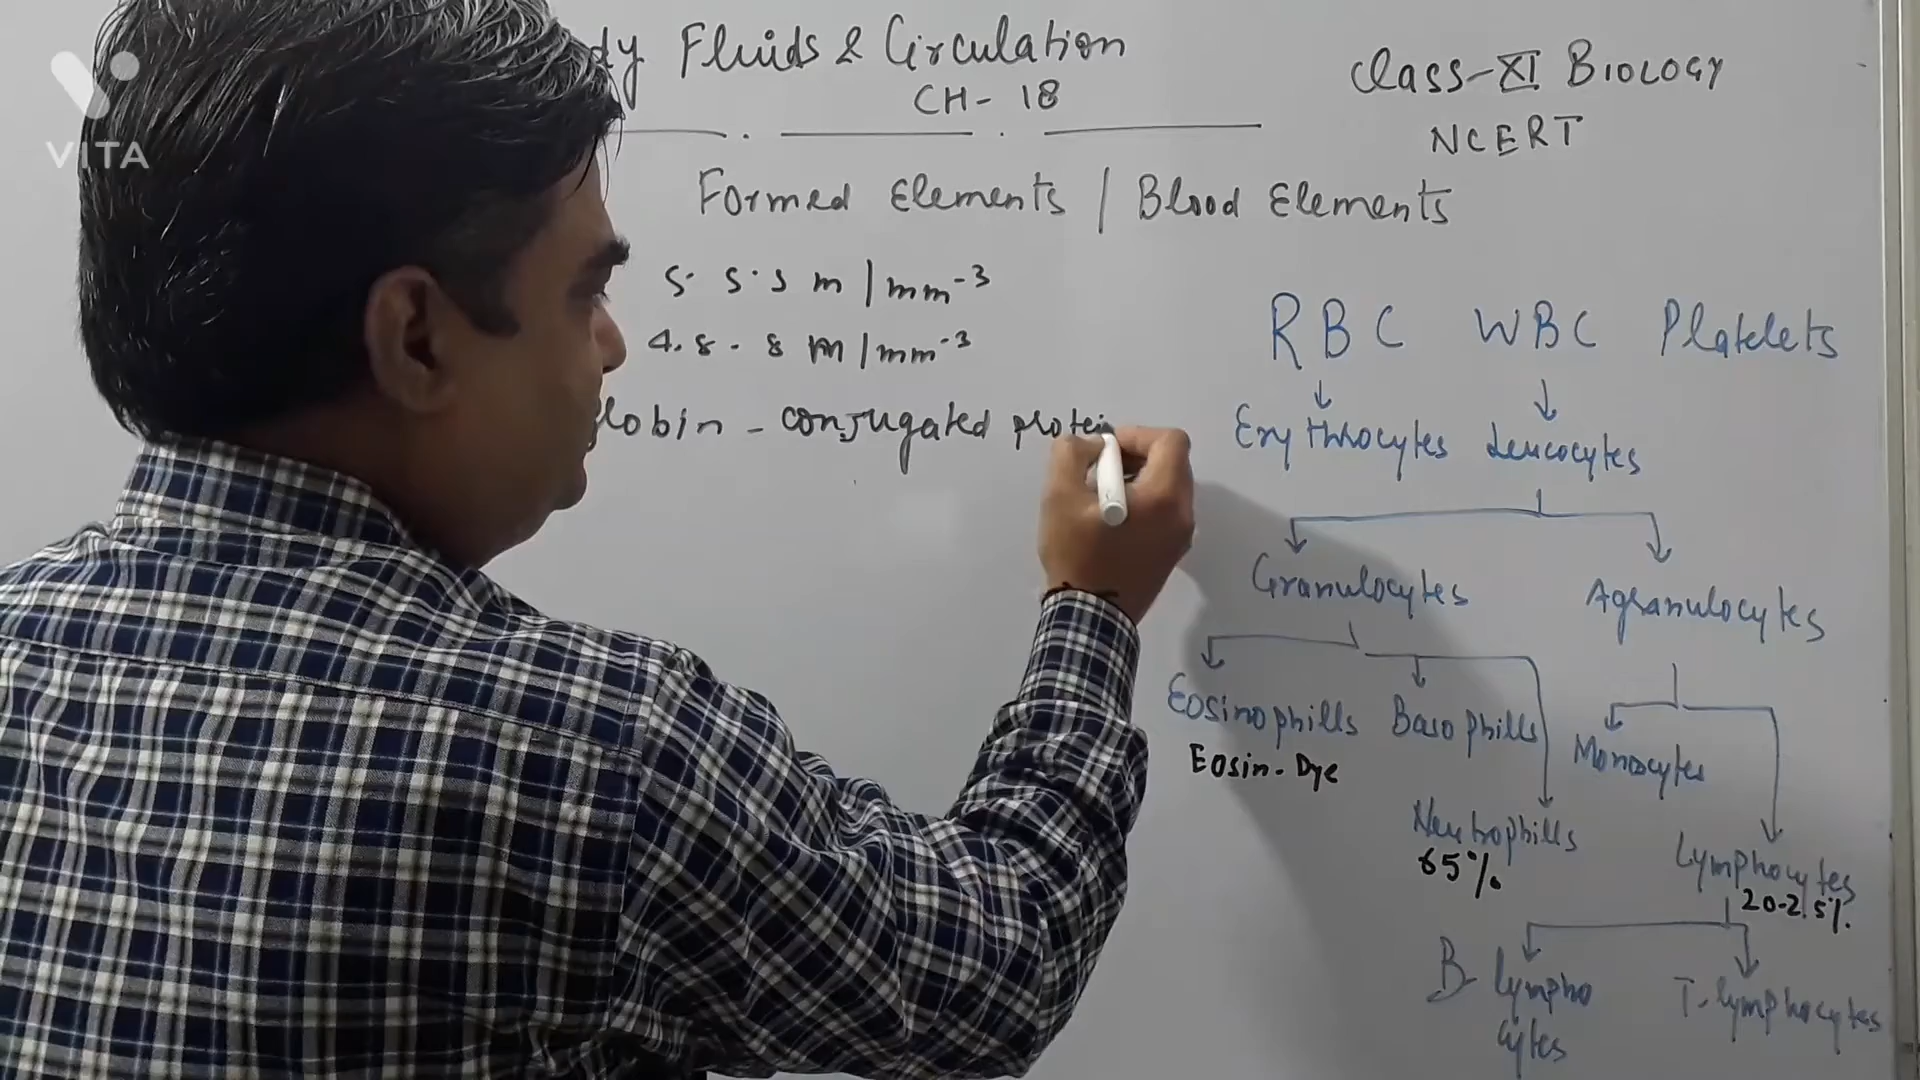 VITA
dy Fluids & Circulation
CH- 18
Class-XI Biology
NCERT
Formed Elements / Blood Elements
5. 5.5 m/mm-3
4.8. 8 m/mm-3
lobin - conjugated protein
RBC WBC Platelets
Erythrocytes Leucocytes
Granulocytes Agranulocytes
Eosinophills Basophills Monocytes
Eosin-Dye
Neutrophills Lymphocytes
65% 20-25%
B- lympho T-lymphocytes
cytes